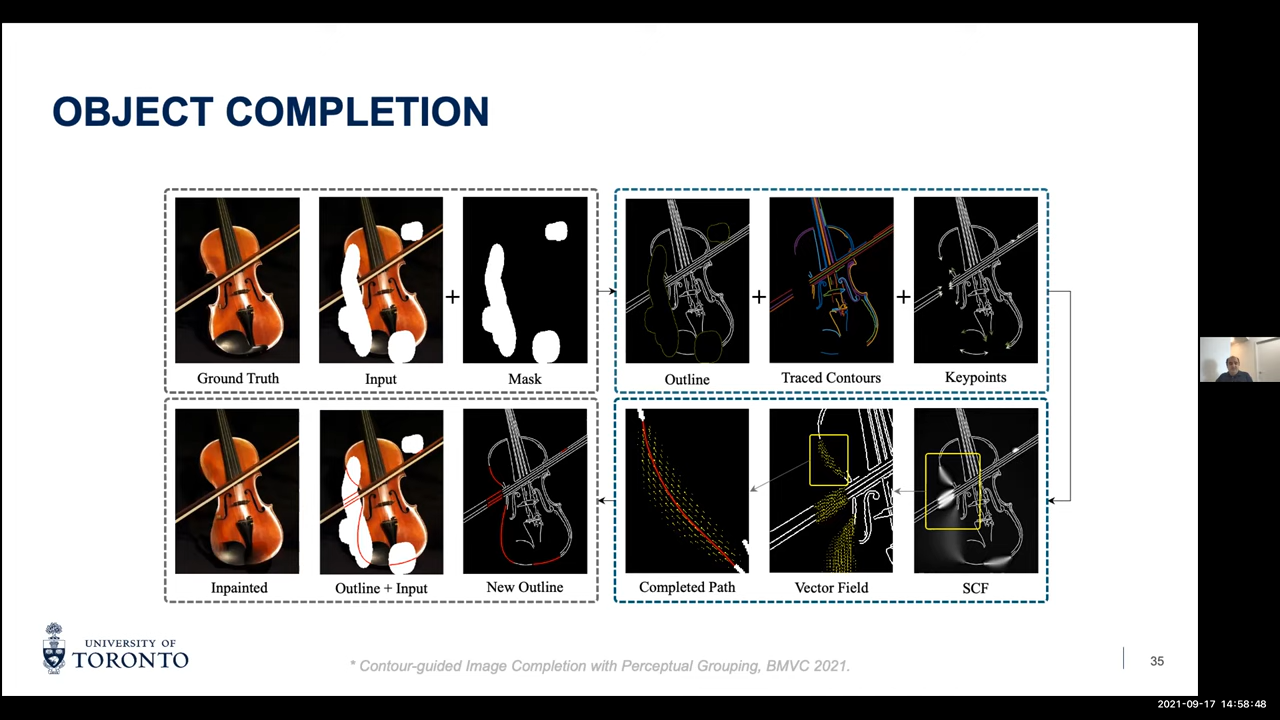 OBJECT COMPLETION
Ground Truth
Input
+
Mask
Outline
+
Traced Contours
+
Keypoints
Inpainted
Outline + Input
New Outline
Completed Path
Vector Field
SCF
UNIVERSITY OF
TORONTO
* Contour-guided Image Completion with Perceptual Grouping, BMVC 2021.
35
2021-09-17 14:58:48